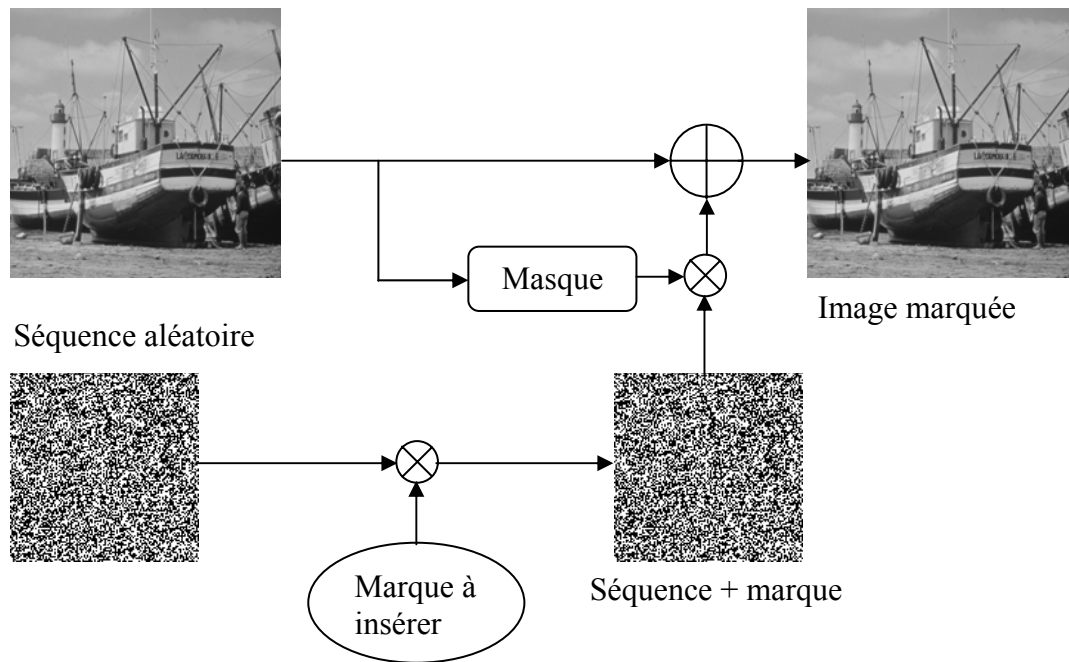 Masque
Image marquée
Séquence aléatoire
Marque à
insérer
Séquence + marque